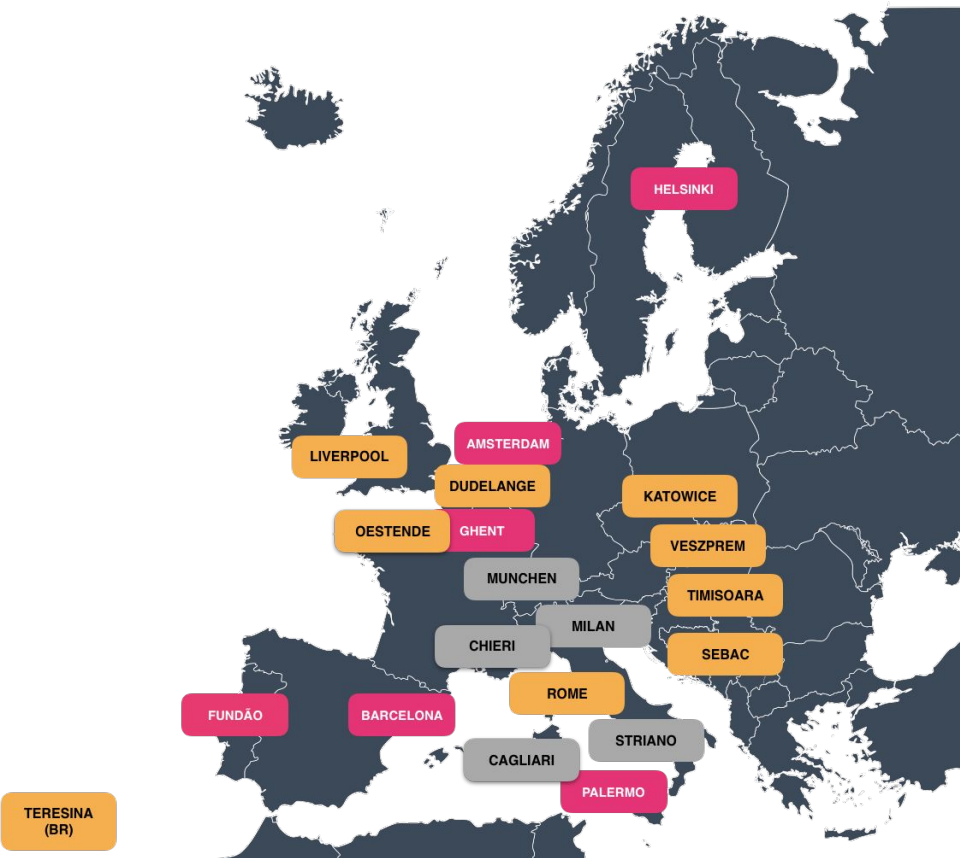 HELSINKI
AMSTERDAM
LIVERPOOL
DUDELANGE
KATOWICE
OESTENDE
GHENT
VESZPREM
MUNCHEN
TIMISOARA
MILAN
CHIERI
SEBAC
ROME
FUNDÃO
BARCELONA
STRIANO
CAGLIARI
PALERMO
TERESINA
(BR)